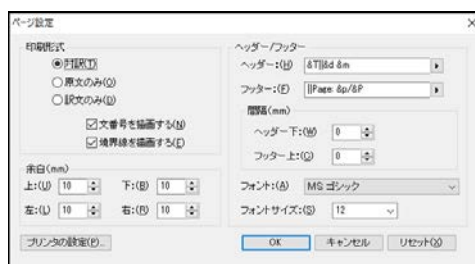 ページ設定
印刷形式
対訳(T)
原文のみ(O)
訳文のみ(D)
文番号を描画する(N)
境界線を描画する(E)
余白(mm)
上:(U) 10 下:(B) 10
左:(L) 10 右:(R) 10
プリンタの設定(P)...
ヘッダー/フッター
ヘッダー:(H) &T||&d &m
フッター:(F) ||Page: &p/&P
間隔(mm)
ヘッダー下:(W) 8
フッター上:(G) 8
フォント:(A) MS ゴシック
フォントサイズ:(S) 12
OK キャンセル リセット(X)